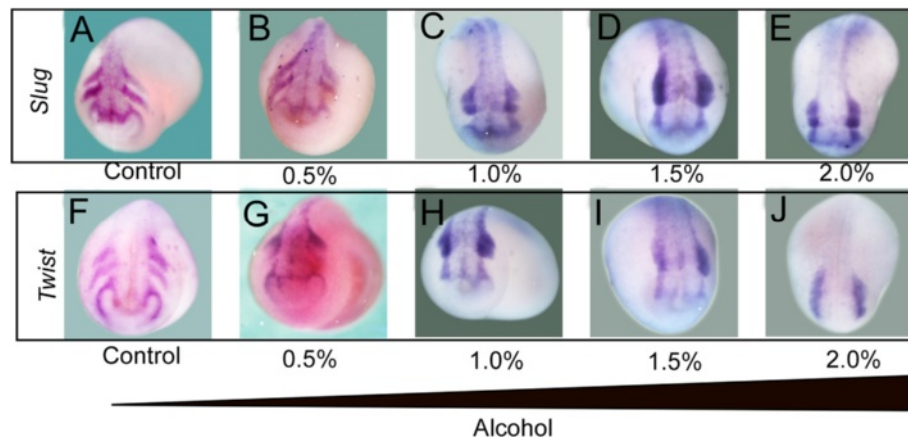 A B C D E
Slug
Control 0.5% 1.0% 1.5% 2.0%
F G H I J
Twist
Control 0.5% 1.0% 1.5% 2.0%
Alcohol